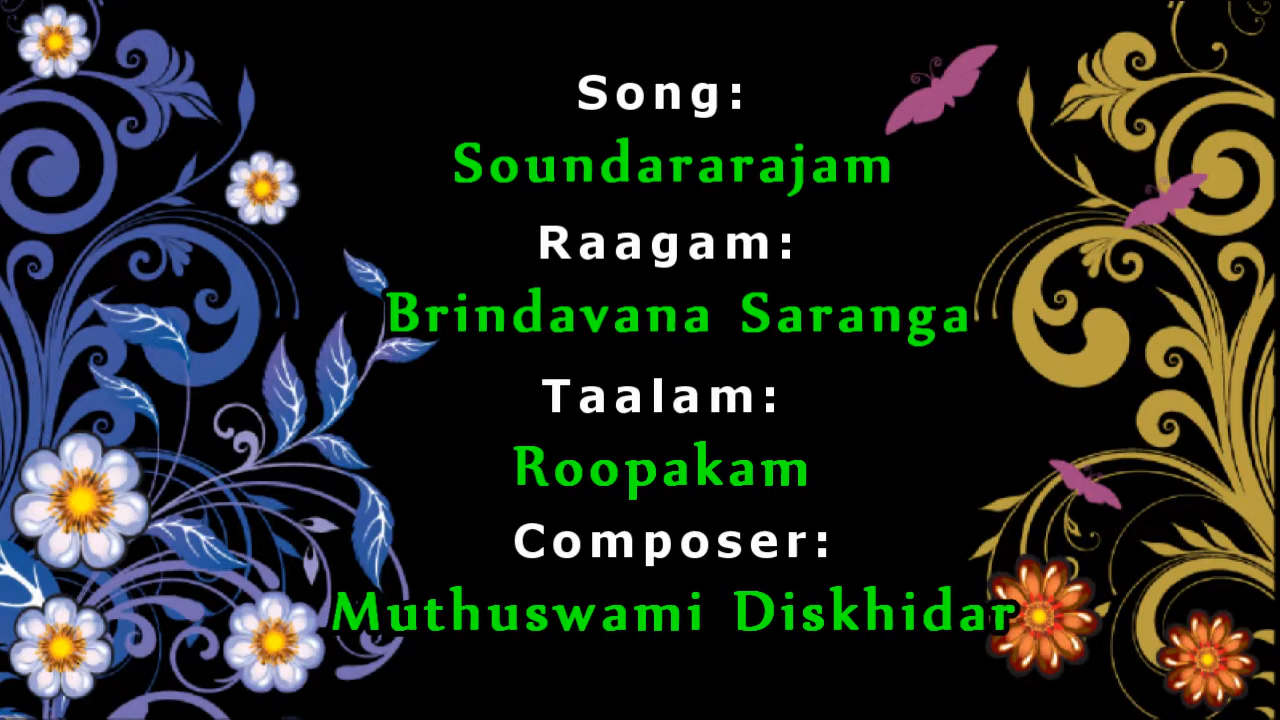 Song:
Soundararajam
Raagam:
Brindavana Saranga
Taalam:
Roopakam
Composer:
Muthuswami Diskhidar